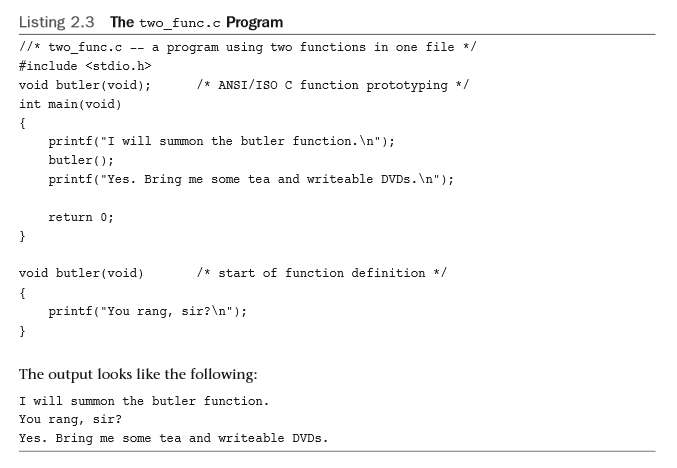 Listing 2.3 The two_func.c Program
//* two_func.c -- a program using two functions in one file */
#include <stdio.h>
void butler(void);      /* ANSI/ISO C function prototyping */
int main(void)
{
    printf("I will summon the butler function.\n");
    butler();
    printf("Yes. Bring me some tea and writeable DVDs.\n");
    return 0;
}
void butler(void)       /* start of function definition */
{
    printf("You rang, sir?\n");
}
The output looks like the following:
I will summon the butler function.
You rang, sir?
Yes. Bring me some tea and writeable DVDs.